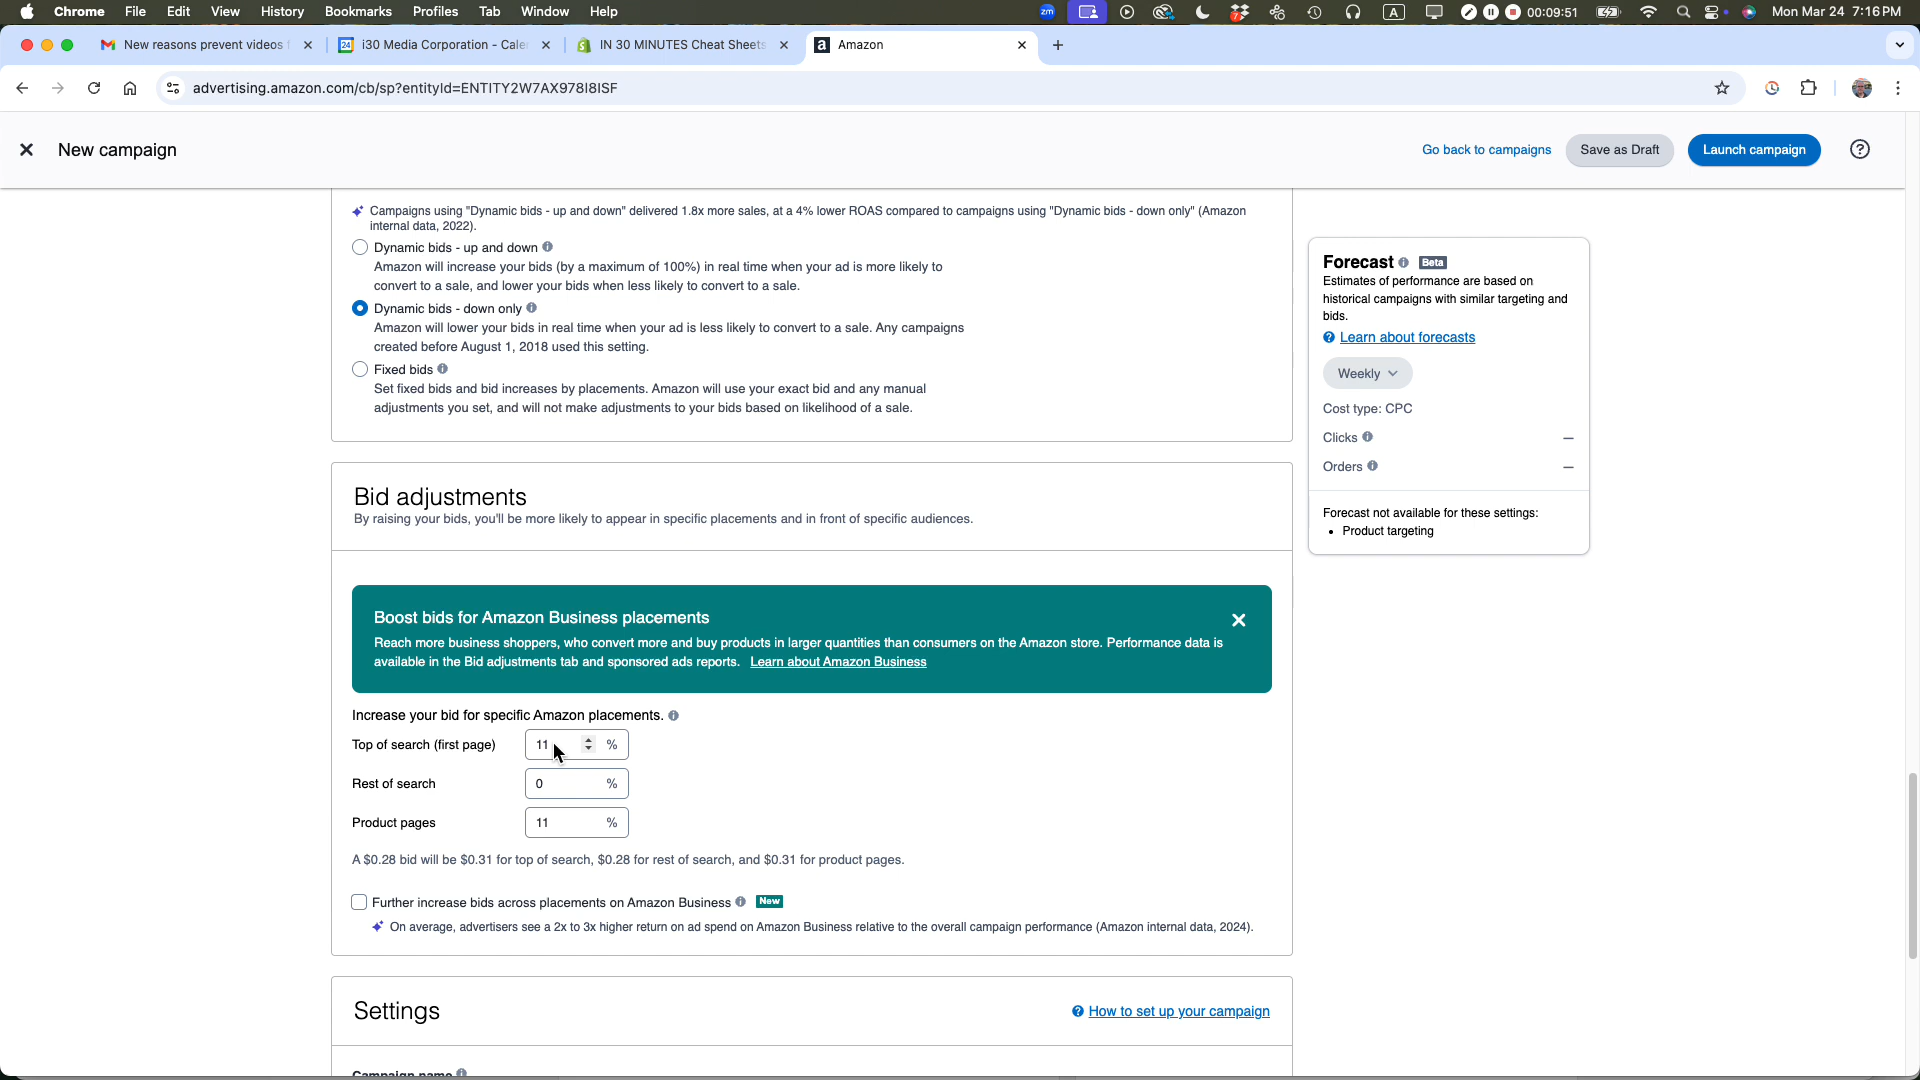 Chrome File Edit View History Bookmarks Profiles Tab Window Help zm 7 A 00:09:51 Mon Mar 24 7:16 PM
New reasons prevent videos 24 i30 Media Corporation - Cale IN 30 MINUTES Cheat Sheets a Amazon
advertising.amazon.com/cb/sp?entityId=ENTITY2W7AX978I8ISF
New campaign Go back to campaigns Save as Draft Launch campaign
Campaigns using "Dynamic bids - up and down" delivered 1.8x more sales, at a 4% lower ROAS compared to campaigns using "Dynamic bids - down only" (Amazon
internal data, 2022).
Dynamic bids - up and down
Amazon will increase your bids (by a maximum of 100%) in real time when your ad is more likely to
convert to a sale, and lower your bids when less likely to convert to a sale.
Dynamic bids - down only
Amazon will lower your bids in real time when your ad is less likely to convert to a sale. Any campaigns
created before August 1, 2018 used this setting.
Fixed bids
Set fixed bids and bid increases by placements. Amazon will use your exact bid and any manual
adjustments you set, and will not make adjustments to your bids based on likelihood of a sale.
Forecast Beta
Estimates of performance are based on
historical campaigns with similar targeting and
bids.
Learn about forecasts
Weekly
Cost type: CPC
Clicks –
Orders –
Forecast not available for these settings:
• Product targeting
Bid adjustments
By raising your bids, you'll be more likely to appear in specific placements and in front of specific audiences.
Boost bids for Amazon Business placements
Reach more business shoppers, who convert more and buy products in larger quantities than consumers on the Amazon store. Performance data is
available in the Bid adjustments tab and sponsored ads reports. Learn about Amazon Business
Increase your bid for specific Amazon placements.
Top of search (first page) 11 %
Rest of search 0 %
Product pages 11 %
A $0.28 bid will be $0.31 for top of search, $0.28 for rest of search, and $0.31 for product pages.
Further increase bids across placements on Amazon Business New
On average, advertisers see a 2x to 3x higher return on ad spend on Amazon Business relative to the overall campaign performance (Amazon internal data, 2024).
Settings How to set up your campaign
Campaign name